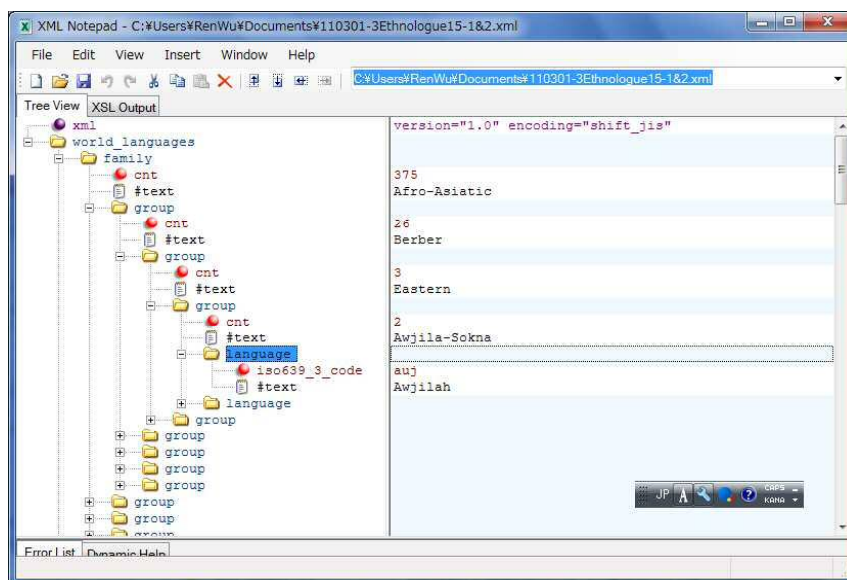 XML Notepad - C:¥Users¥RenWu¥Documents¥110301-3Ethnologue15-1&2.xml
File Edit View Insert Window Help
C:¥Users¥RenWu¥Documents¥110301-3Ethnologue15-1&2.xml
Tree View XSL Output
xml version="1.0" encoding="shift_jis"
world_languages
family
cnt 375
#text Afro-Asiatic
group
cnt 26
#text Berber
group
cnt 3
#text Eastern
group
cnt 2
#text Awjila-Sokna
language
iso639_3_code auj
#text Awjilah
language
group
group
group
group
group
group
group
group
JP A CAPS
KANA
Error List Dynamic Help